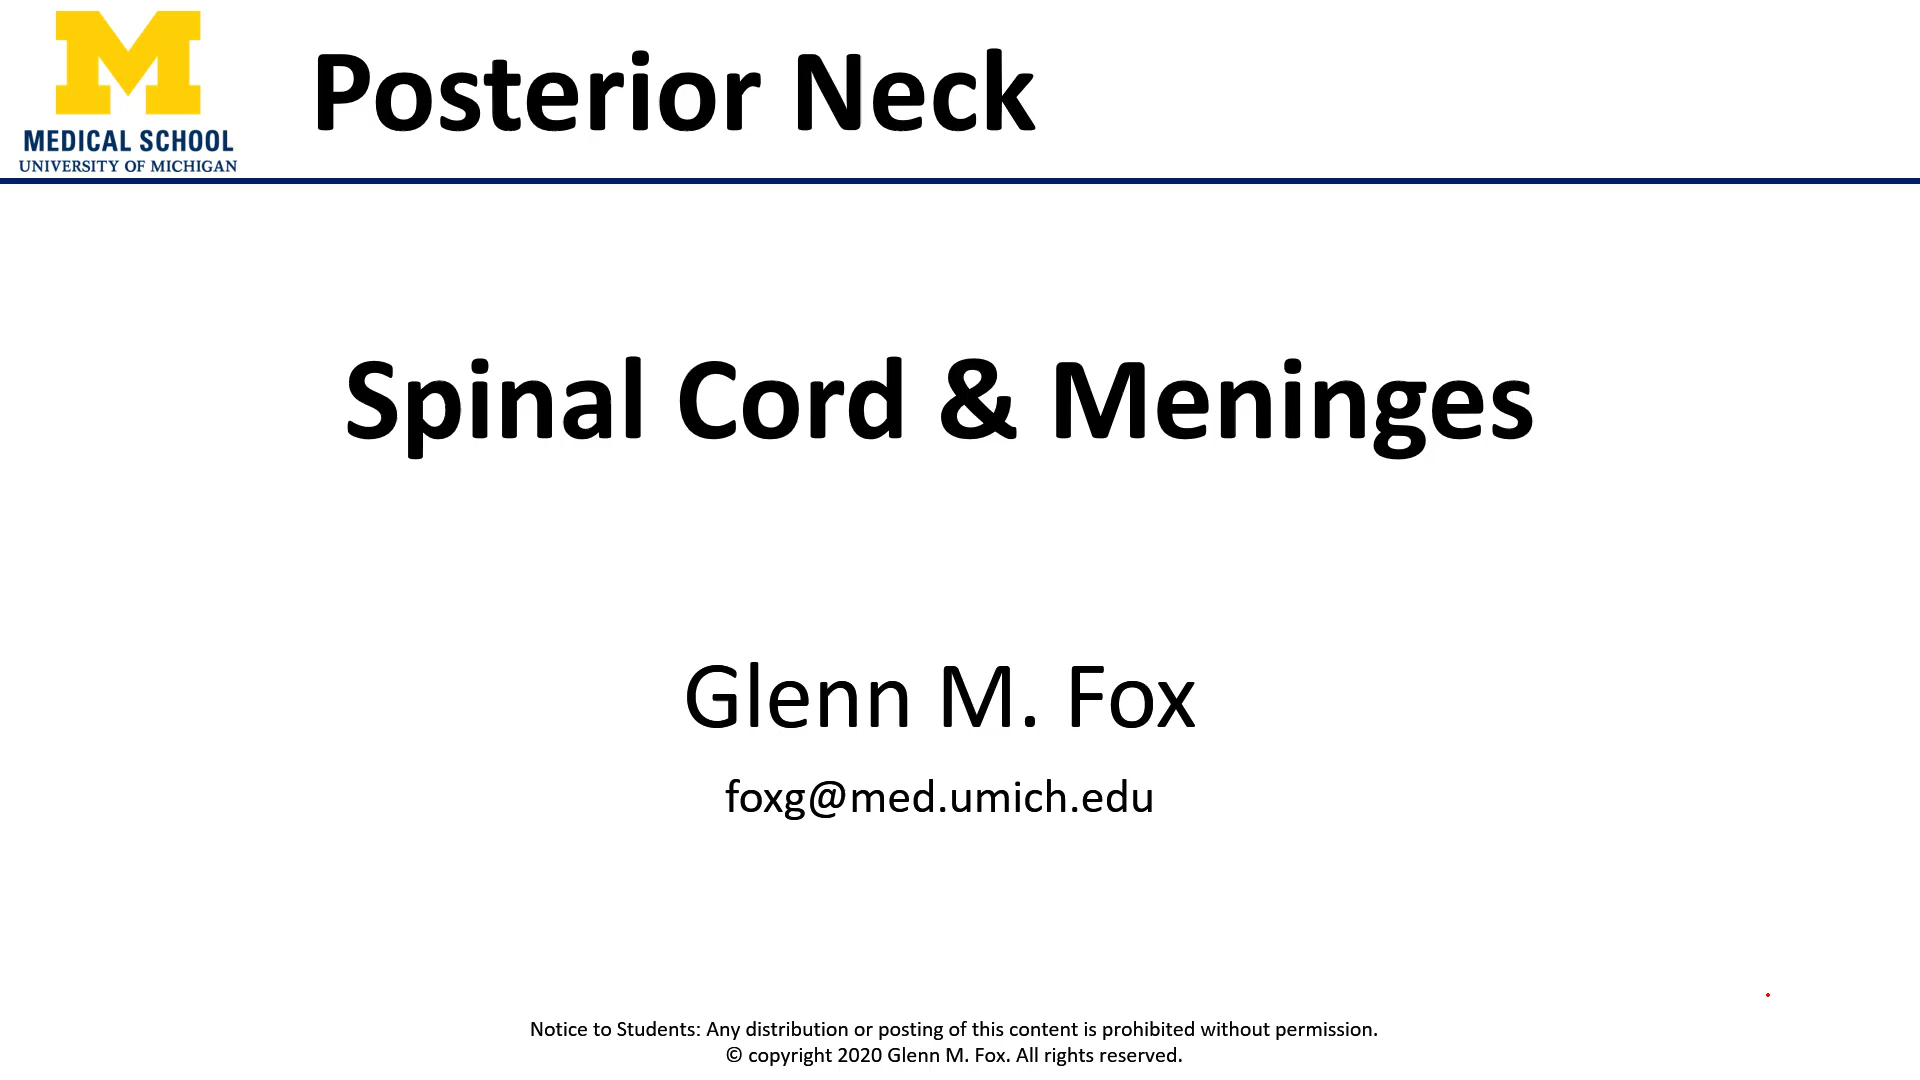 MEDICAL SCHOOL
UNIVERSITY OF MICHIGAN
Posterior Neck
Spinal Cord & Meninges
Glenn M. Fox
foxg@med.umich.edu
Notice to Students: Any distribution or posting of this content is prohibited without permission.
© copyright 2020 Glenn M. Fox. All rights reserved.